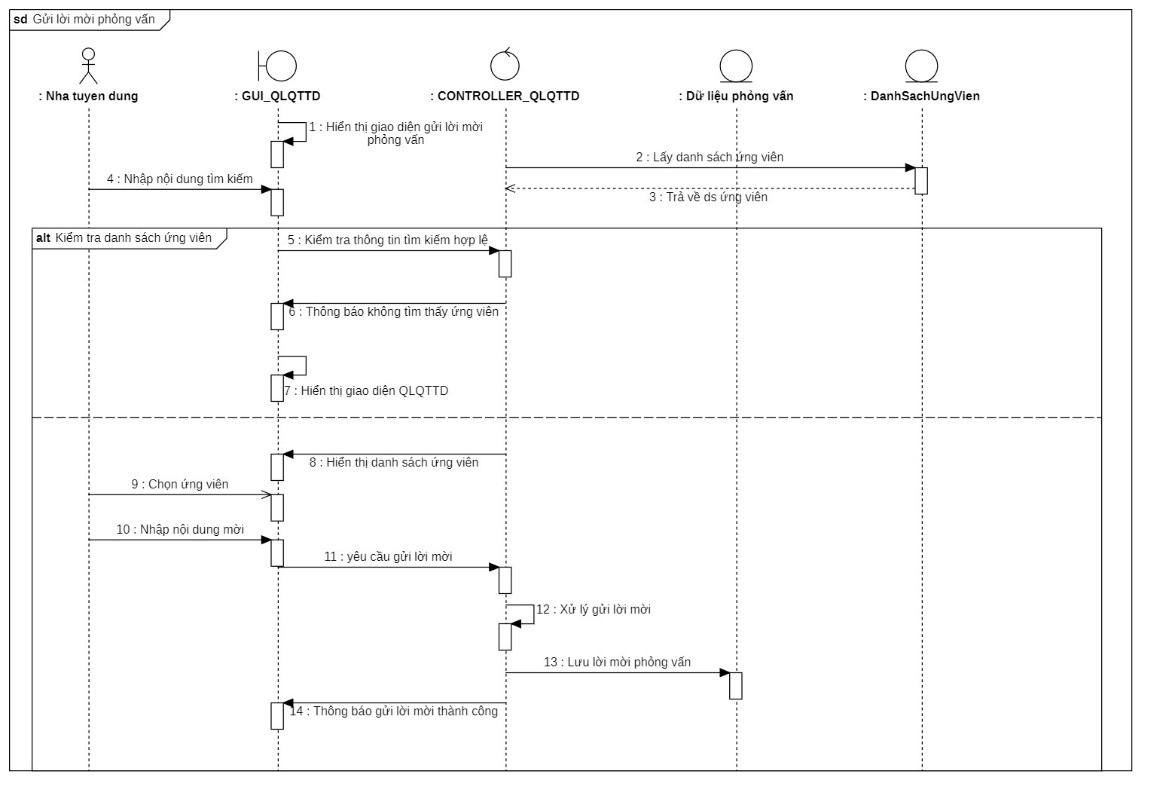 sd Gửi lời mời phỏng vấn
: Nha tuyen dung
: GUI_QLQTTD
: CONTROLLER_QLQTTD
: Dữ liệu phỏng vấn
: DanhSachUngVien
1 : Hiển thị giao diện gửi lời mời
phỏng vấn
2 : Lấy danh sách ứng viên
3 : Trả về ds ứng viên
4 : Nhập nội dung tìm kiếm
alt Kiểm tra danh sách ứng viên
5 : Kiểm tra thông tin tìm kiếm hợp lệ
6 : Thông báo không tìm thấy ứng viên
7 : Hiển thị giao diện QLQTTD
8 : Hiển thị danh sách ứng viên
9 : Chọn ứng viên
10 : Nhập nội dung mời
11 : yêu cầu gửi lời mời
12 : Xử lý gửi lời mời
13 : Lưu lời mời phỏng vấn
14 : Thông báo gửi lời mời thành công